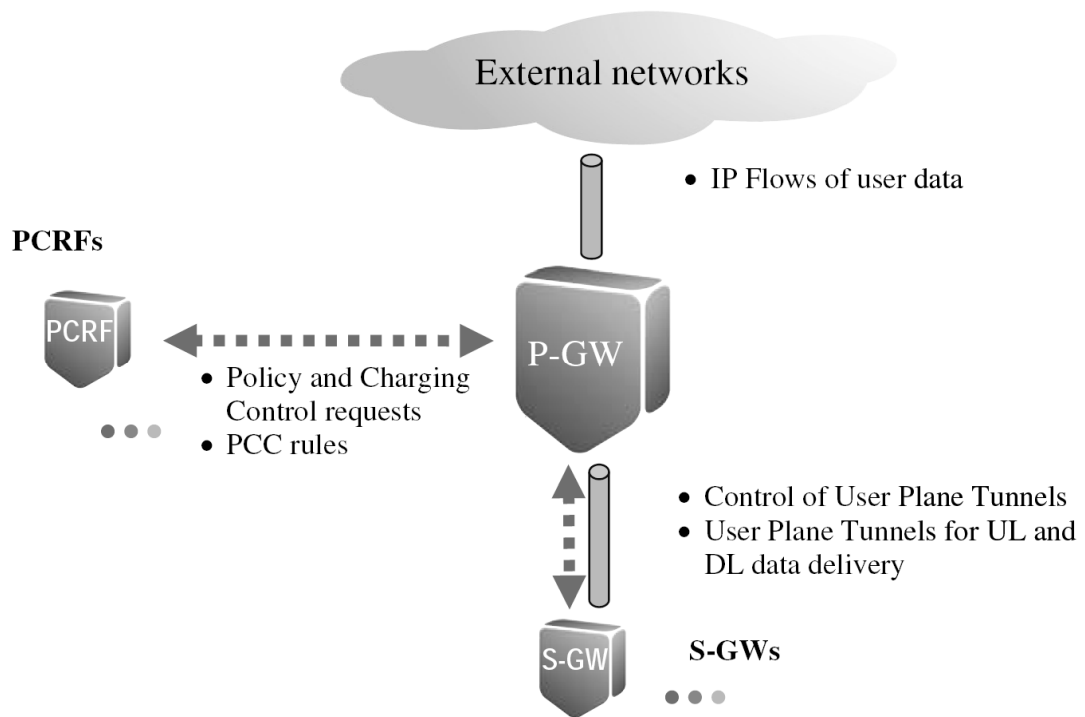 External networks
• IP Flows of user data
PCRFs
PCRF
P-GW
• Policy and Charging
Control requests
• PCC rules
• Control of User Plane Tunnels
• User Plane Tunnels for UL and
DL data delivery
S-GW
S-GWs